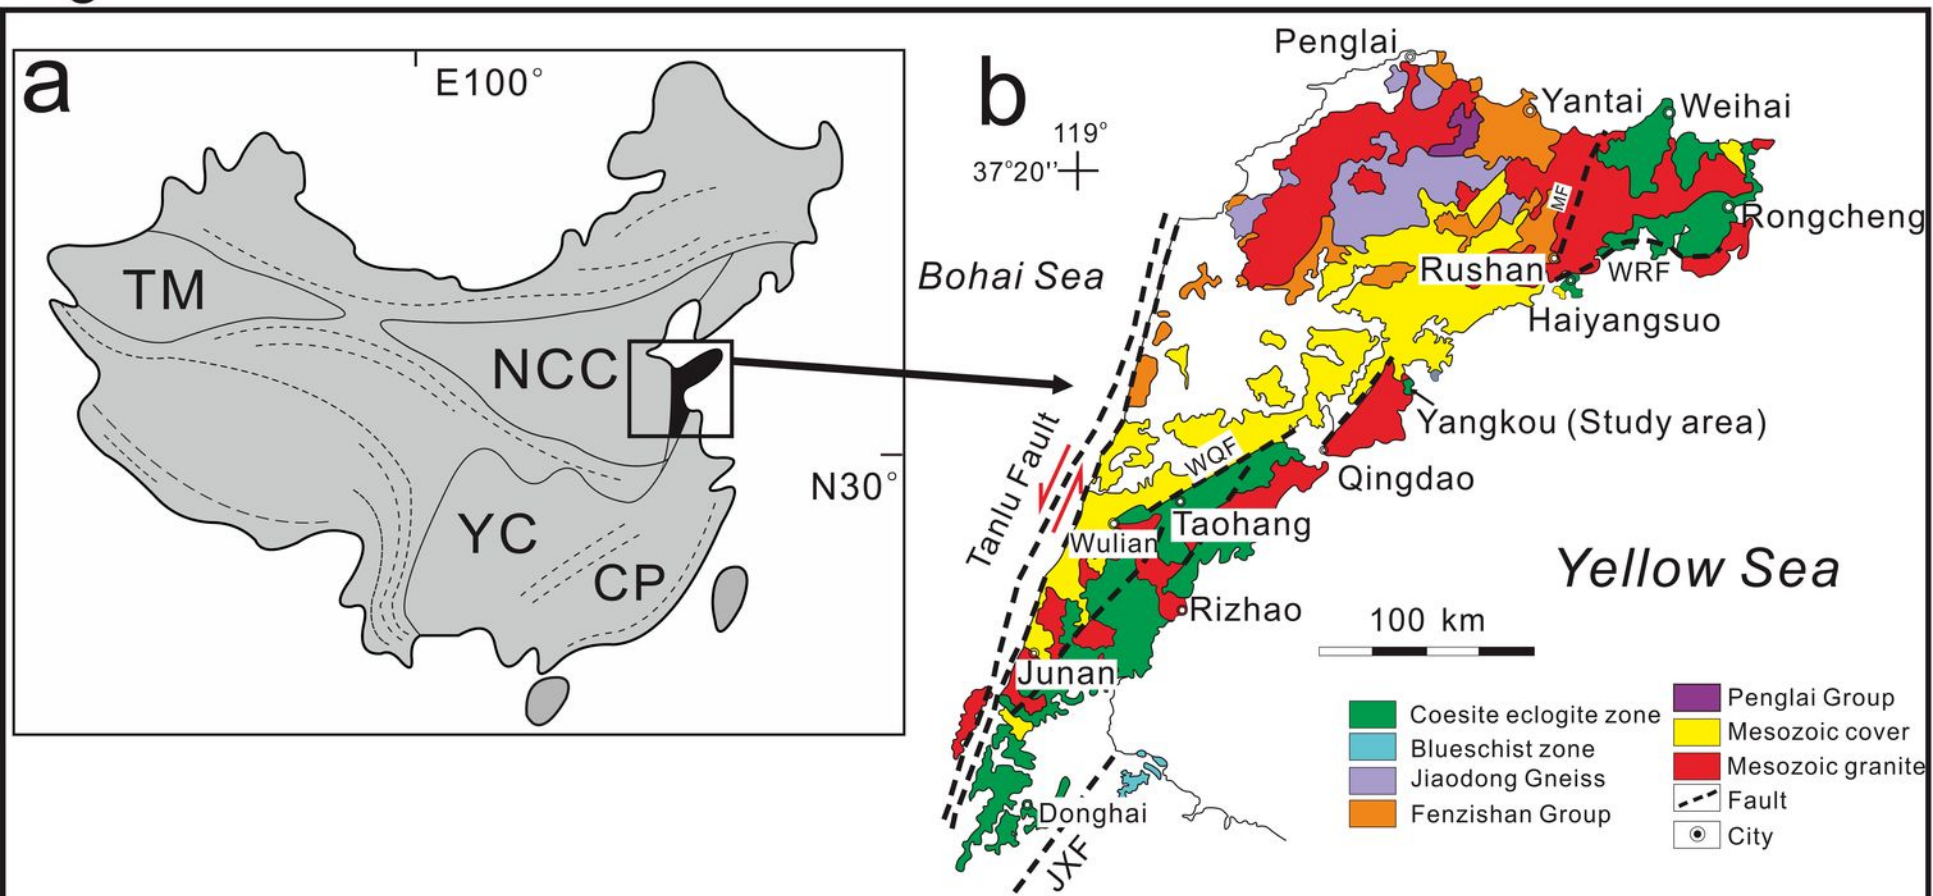 a
E100°
TM
NCC
YC
CP
N30°
b
119°
37°20''
Penglai
Yantai
Weihai
Rongcheng
MF
Bohai Sea
Rushan
WRF
Haiyangsuo
Yangkou (Study area)
Tanlu Fault
WQF
Qingdao
Taohang
Wulian
Yellow Sea
Rizhao
100 km
Junan
Donghai
JXF
Coesite eclogite zone
Blueschist zone
Jiaodong Gneiss
Fenzishan Group
Penglai Group
Mesozoic cover
Mesozoic granite
Fault
City